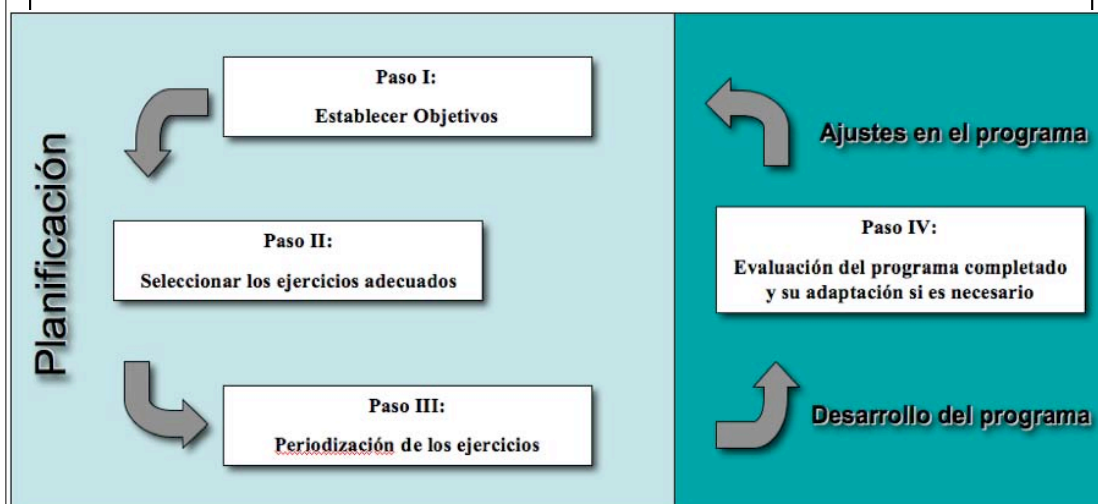 Planificación
Paso I:
Establecer Objetivos
Paso II:
Seleccionar los ejercicios adecuados
Paso III:
Periodización de los ejercicios
Ajustes en el programa
Paso IV:
Evaluación del programa completado
y su adaptación si es necesario
Desarrollo del programa